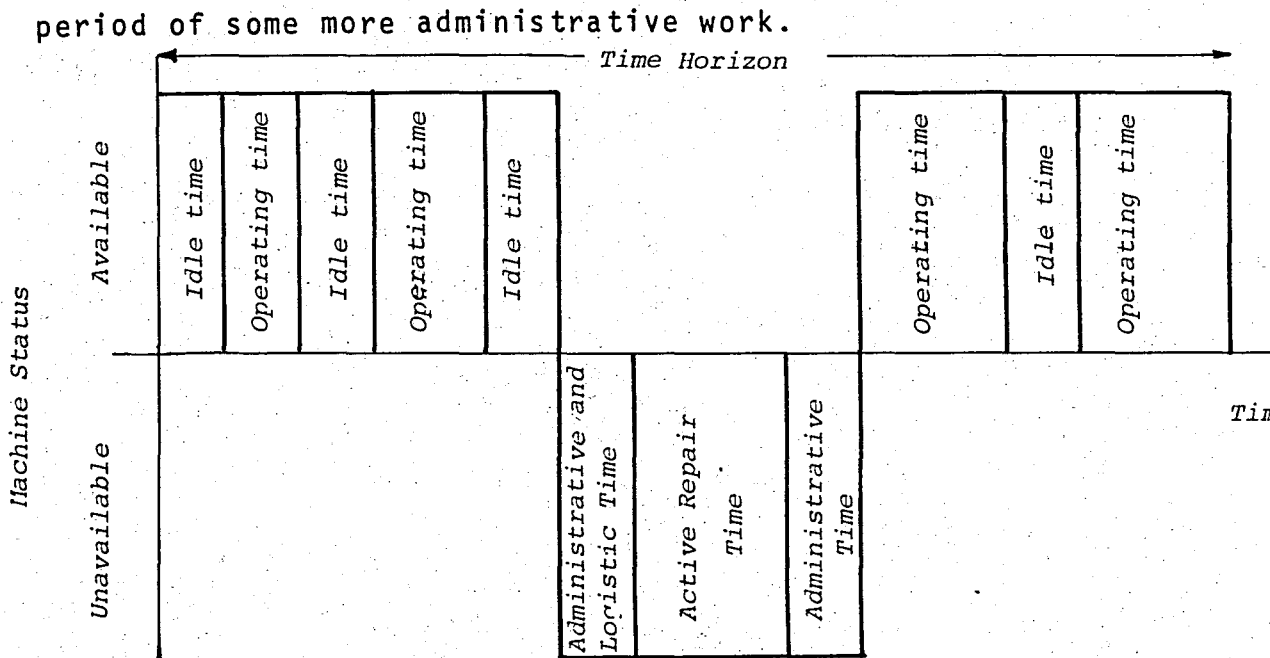 period of some more administrative work.
Time Horizon
Machine Status
Available
Idle time
Operating time
Idle time
Operating time
Idle time
Operating time
Idle time
Operating time
Unavailable
Administrative and
Logistic Time
Active Repair
Time
Administrative
Time
Tim